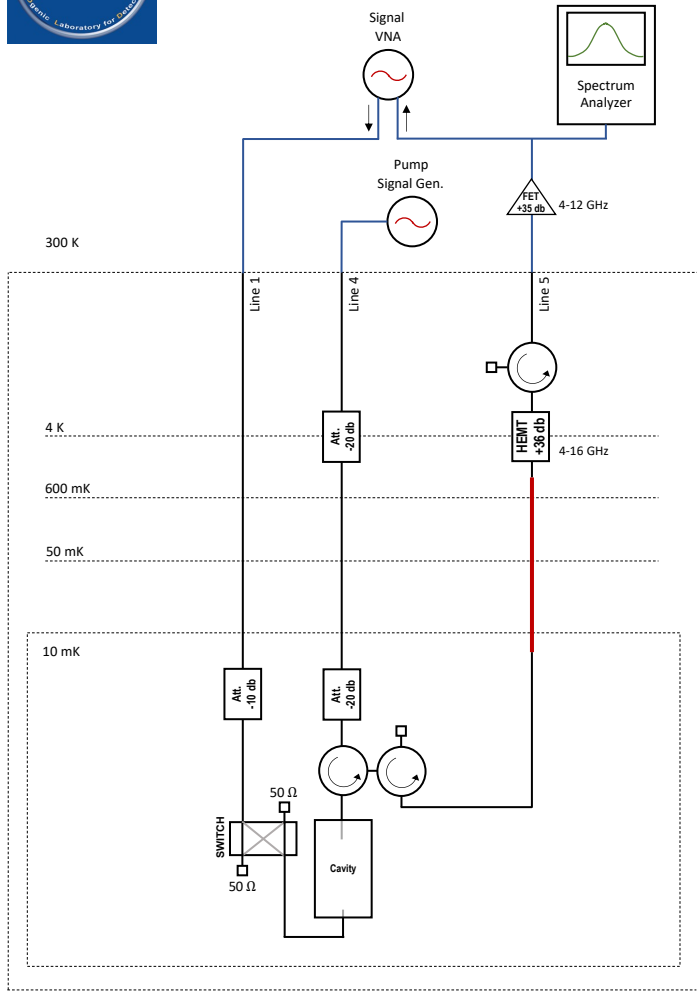 Laboratory for
Signal
VNA
Spectrum
Analyzer
Pump
Signal Gen.
FET
+35 db
4-12 GHz
300 K
Line 1
Line 4
Line 5
4 K
Att.
-20 db
HEMT
+36 db
4-16 GHz
600 mK
50 mK
10 mK
Att.
-10 db
Att.
-20 db
50 Ω
SWITCH
50 Ω
Cavity